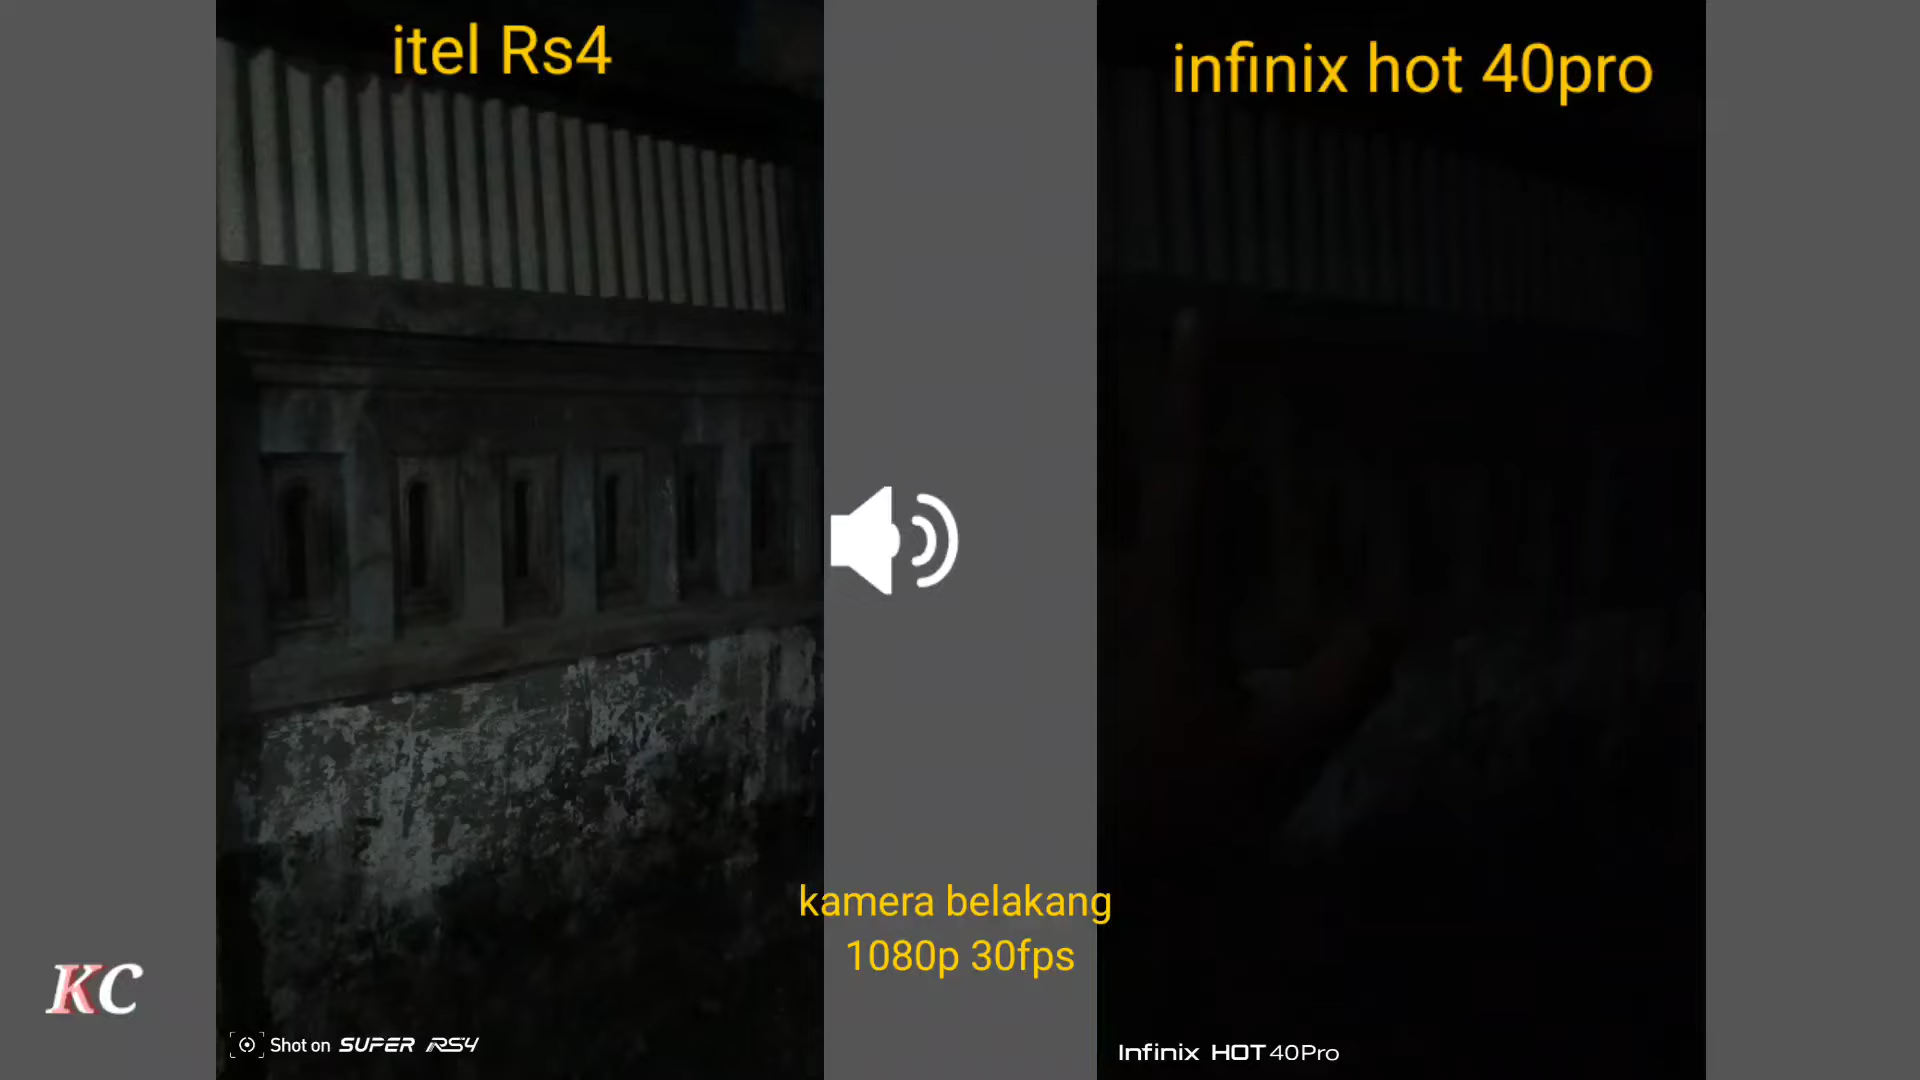 itel Rs4
infinix hot 40pro
kamera belakang
1080p 30fps
KC
Shot on SUPER RS4
Infinix HOT 40Pro